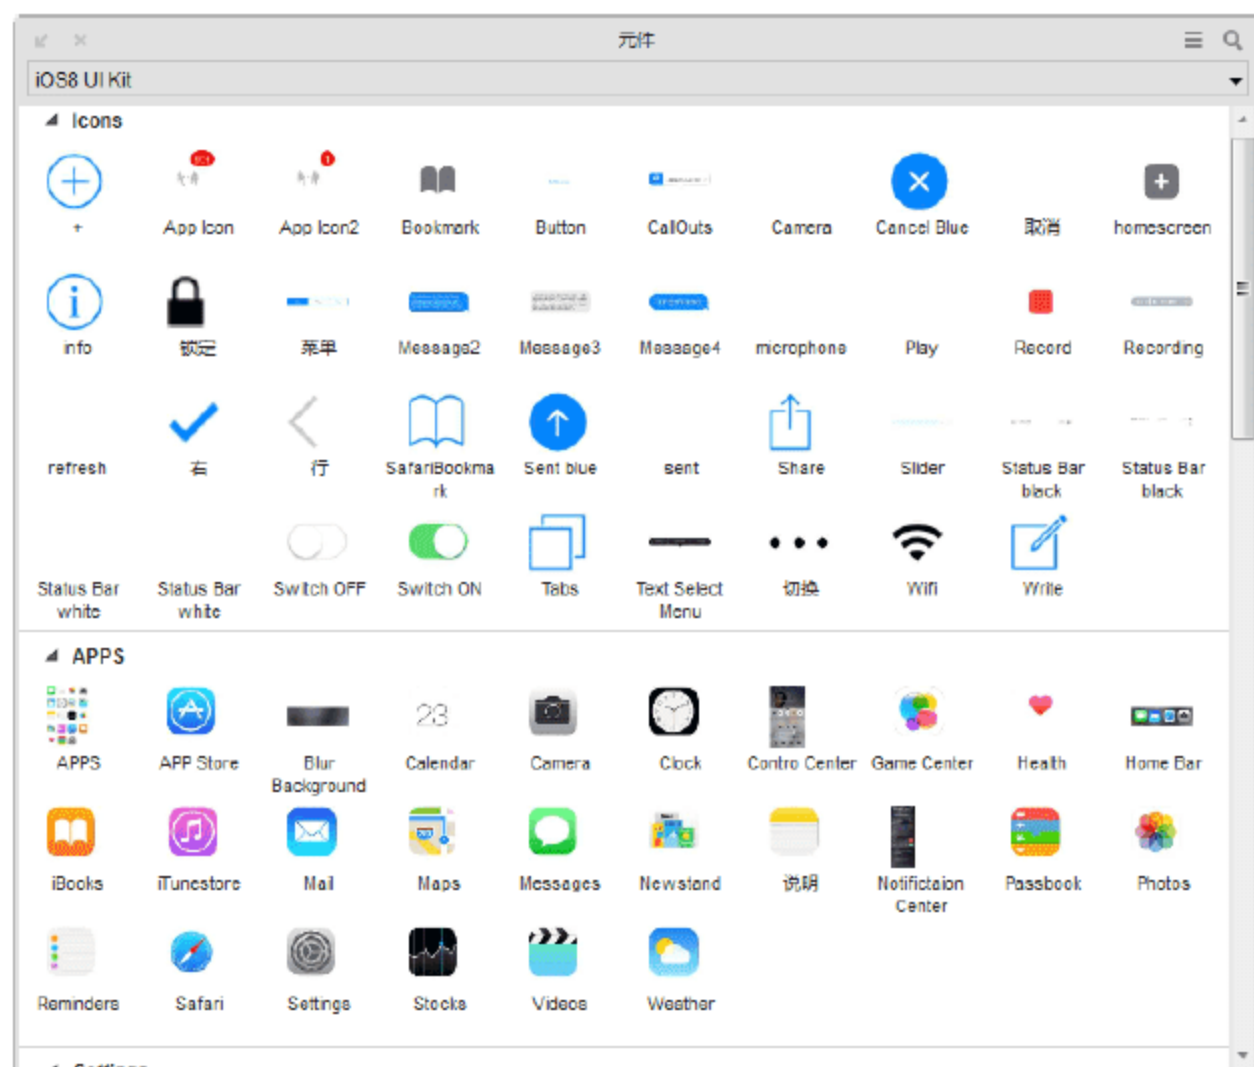 元件
iOS8 UI Kit
Icons
+
App Icon
App Icon2
Bookmark
Button
CallOuts
Camera
Cancel Blue
取消
homescreen
info
锁定
菜单
Message2
Message3
Message4
microphone
Play
Record
Recording
refresh
右
行
SafariBookma
rk
Sent blue
sent
Share
Slider
Status Bar
black
Status Bar
black
Status Bar
white
Status Bar
white
Switch OFF
Switch ON
Tabs
Text Select
Menu
切换
Wifi
Write
APPS
23
APPS
APP Store
Blur
Background
Calendar
Camera
Clock
Contro Center
Game Center
Health
Home Bar
iBooks
iTunestore
Mail
Maps
Messages
Newstand
说明
Notifictaion
Center
Passbook
Photos
Reminders
Safari
Settings
Stocks
Videos
Weather